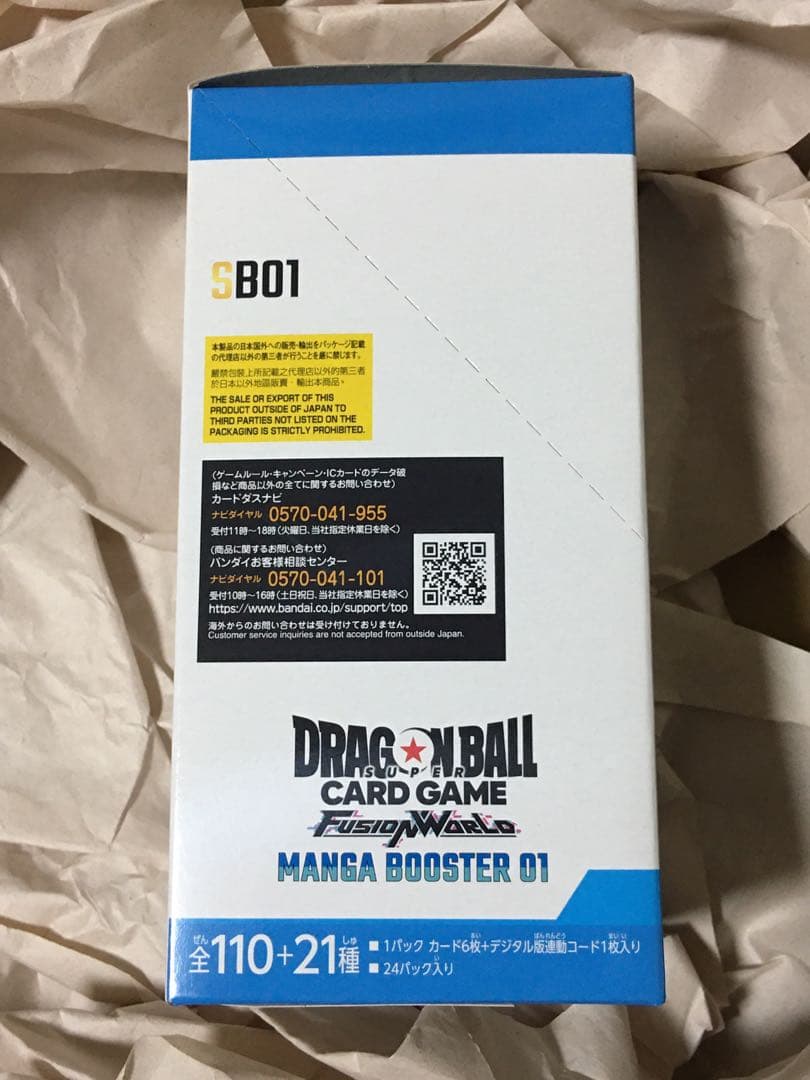 SB01
本製品の日本国外への販売・輸出をパッケージ記載
の代理店以外の第三者が行うことを厳に禁じます。
嚴禁包裝上所記載之代理店以外的第三者
於日本以外地區販賣・輸出本商品。
THE SALE OR EXPORT OF THIS
PRODUCT OUTSIDE OF JAPAN TO
THIRD PARTIES NOT LISTED ON THE
PACKAGING IS STRICTLY PROHIBITED.
(ゲームルール・キャンペーン・ICカードのデータ破
損など商品以外の全てに関するお問い合わせ)
カードダスナビ
ナビダイヤル 0570-041-955
受付11時〜18時(火曜日、当社指定休業日を除く)
(商品に関するお問い合わせ)
バンダイお客様相談センター
ナビダイヤル 0570-041-101
受付10時〜16時(土日祝日、当社指定休業日を除く)
https://www.bandai.co.jp/support/top
海外からのお問い合わせは受け付けておりません。
Customer service inquiries are not accepted from outside Japan.
DRAGON BALL
SUPER
CARD GAME
FUSION WORLD
MANGA BOOSTER 01
ぜん しゅ
全110+21種
まい ばんれんどう まいい
■1パック カード6枚+デジタル版連動コード1枚入り
い
■24パック入り